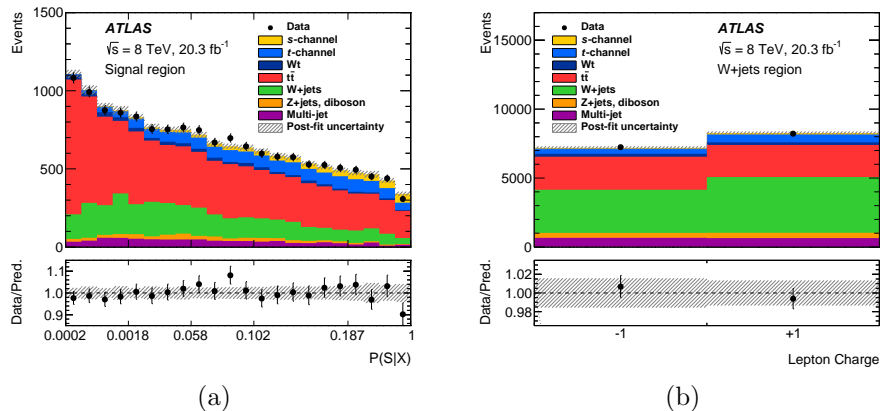 Events
1500
1000
500
0
ATLAS
√s = 8 TeV, 20.3 fb-1
Signal region
Data
s-channel
t-channel
Wt
tt̄
W+jets
Z+jets, diboson
Multi-jet
Post-fit uncertainty
Data/Pred.
1.1
1.0
0.9
0.0002 0.0018 0.058 0.102 0.187 1
P(S|X)
(a)
Events
15000
10000
5000
0
Data
s-channel
t-channel
Wt
tt̄
W+jets
Z+jets, diboson
Multi-jet
Post-fit uncertainty
ATLAS
√s = 8 TeV, 20.3 fb-1
W+jets region
Data/Pred.
1.02
1.00
0.98
-1 +1
Lepton Charge
(b)